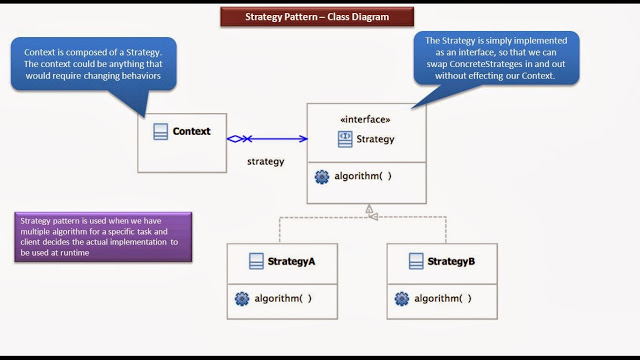 Strategy Pattern – Class Diagram
Context is composed of a Strategy.
The context could be anything that
would require changing behaviors
The Strategy is simply implemented
as an interface, so that we can
swap ConcreteStrateges in and out
without effecting our Context.
Context
strategy
«interface»
Strategy
algorithm( )
Strategy pattern is used when we have
multiple algorithm for a specific task and
client decides the actual implementation to
be used at runtime
StrategyA
algorithm( )
StrategyB
algorithm( )